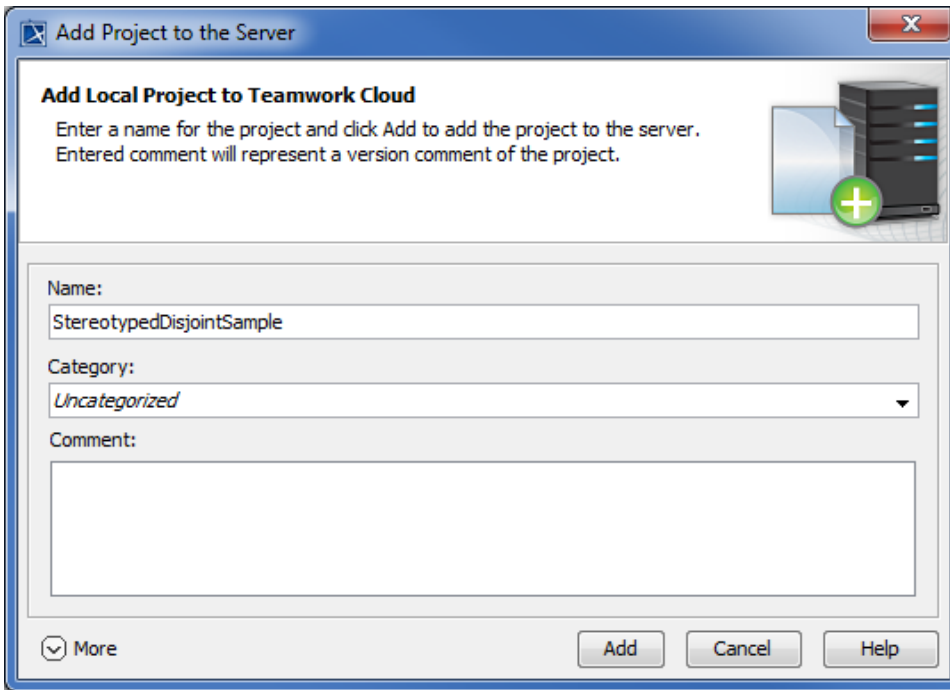 Add Project to the Server
Add Local Project to Teamwork Cloud
Enter a name for the project and click Add to add the project to the server.
Entered comment will represent a version comment of the project.
Name:
StereotypedDisjointSample
Category:
Uncategorized
Comment:
More
Add
Cancel
Help